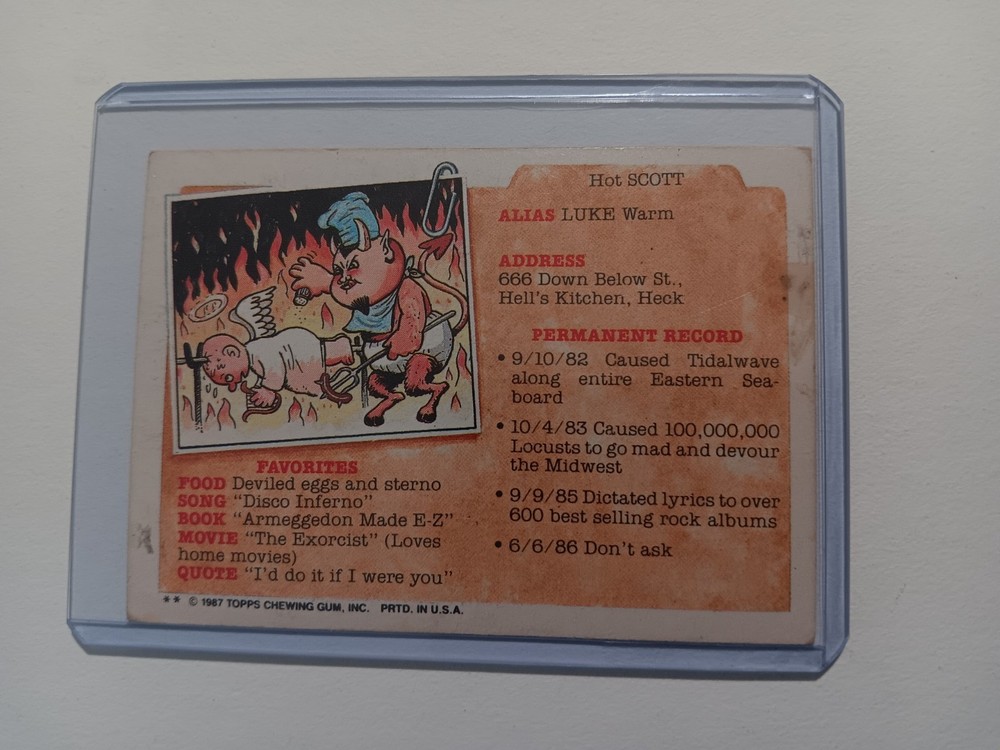 Hot SCOTT
ALIAS LUKE Warm
ADDRESS
666 Down Below St.,
Hell's Kitchen, Heck
PERMANENT RECORD
• 9/10/82 Caused Tidalwave
along entire Eastern Sea-
board
• 10/4/83 Caused 100,000,000
Locusts to go mad and devour
the Midwest
• 9/9/85 Dictated lyrics to over
600 best selling rock albums
• 6/6/86 Don't ask
FAVORITES
FOOD Deviled eggs and sterno
SONG "Disco Inferno"
BOOK "Armeggedon Made E-Z"
MOVIE "The Exorcist" (Loves
home movies)
QUOTE "I'd do it if I were you"
** © 1987 TOPPS CHEWING GUM, INC. PRTD. IN U.S.A.